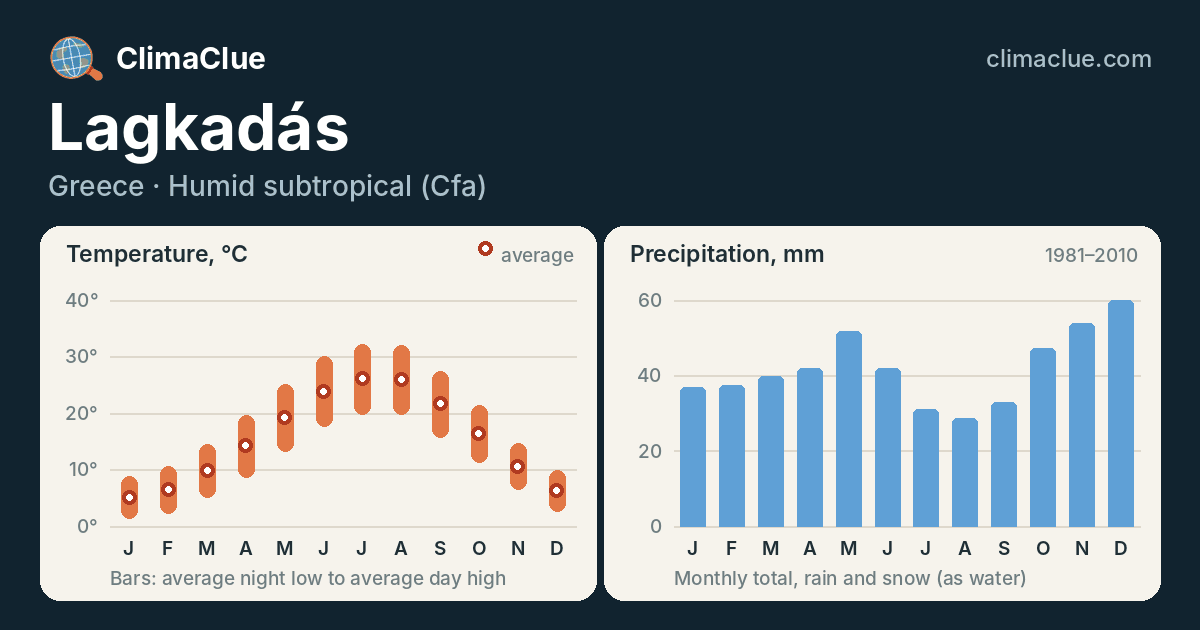 ClimaClue
climaclue.com
Lagkadás
Greece · Humid subtropical (Cfa)
Temperature, °C
average
40°
30°
20°
10°
0°
J F M A M J J A S O N D
Bars: average night low to average day high
Precipitation, mm
1981–2010
60
40
20
0
J F M A M J J A S O N D
Monthly total, rain and snow (as water)